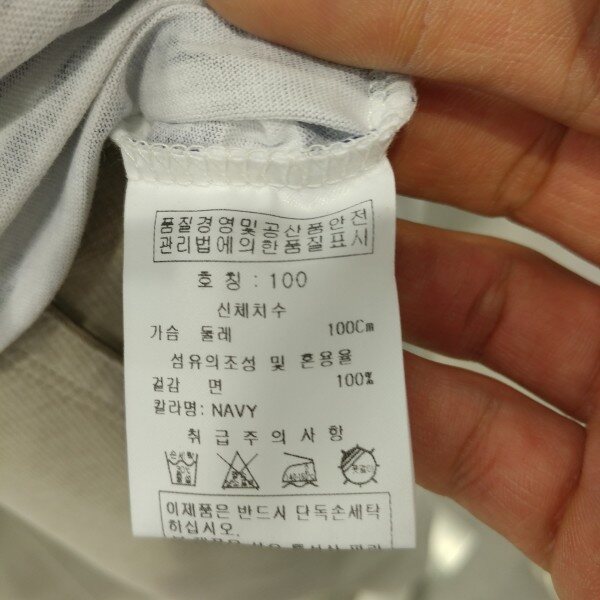 품질경영및공산품안전
관리법에의한품질표시
호칭 : 100
신체치수
가슴 둘레 100Cm
섬유의조성 및 혼용율
겉감 면 100%
칼라명: NAVY
취급주의사항
손세탁
이제품은 반드시 단독손세탁
하십시오.